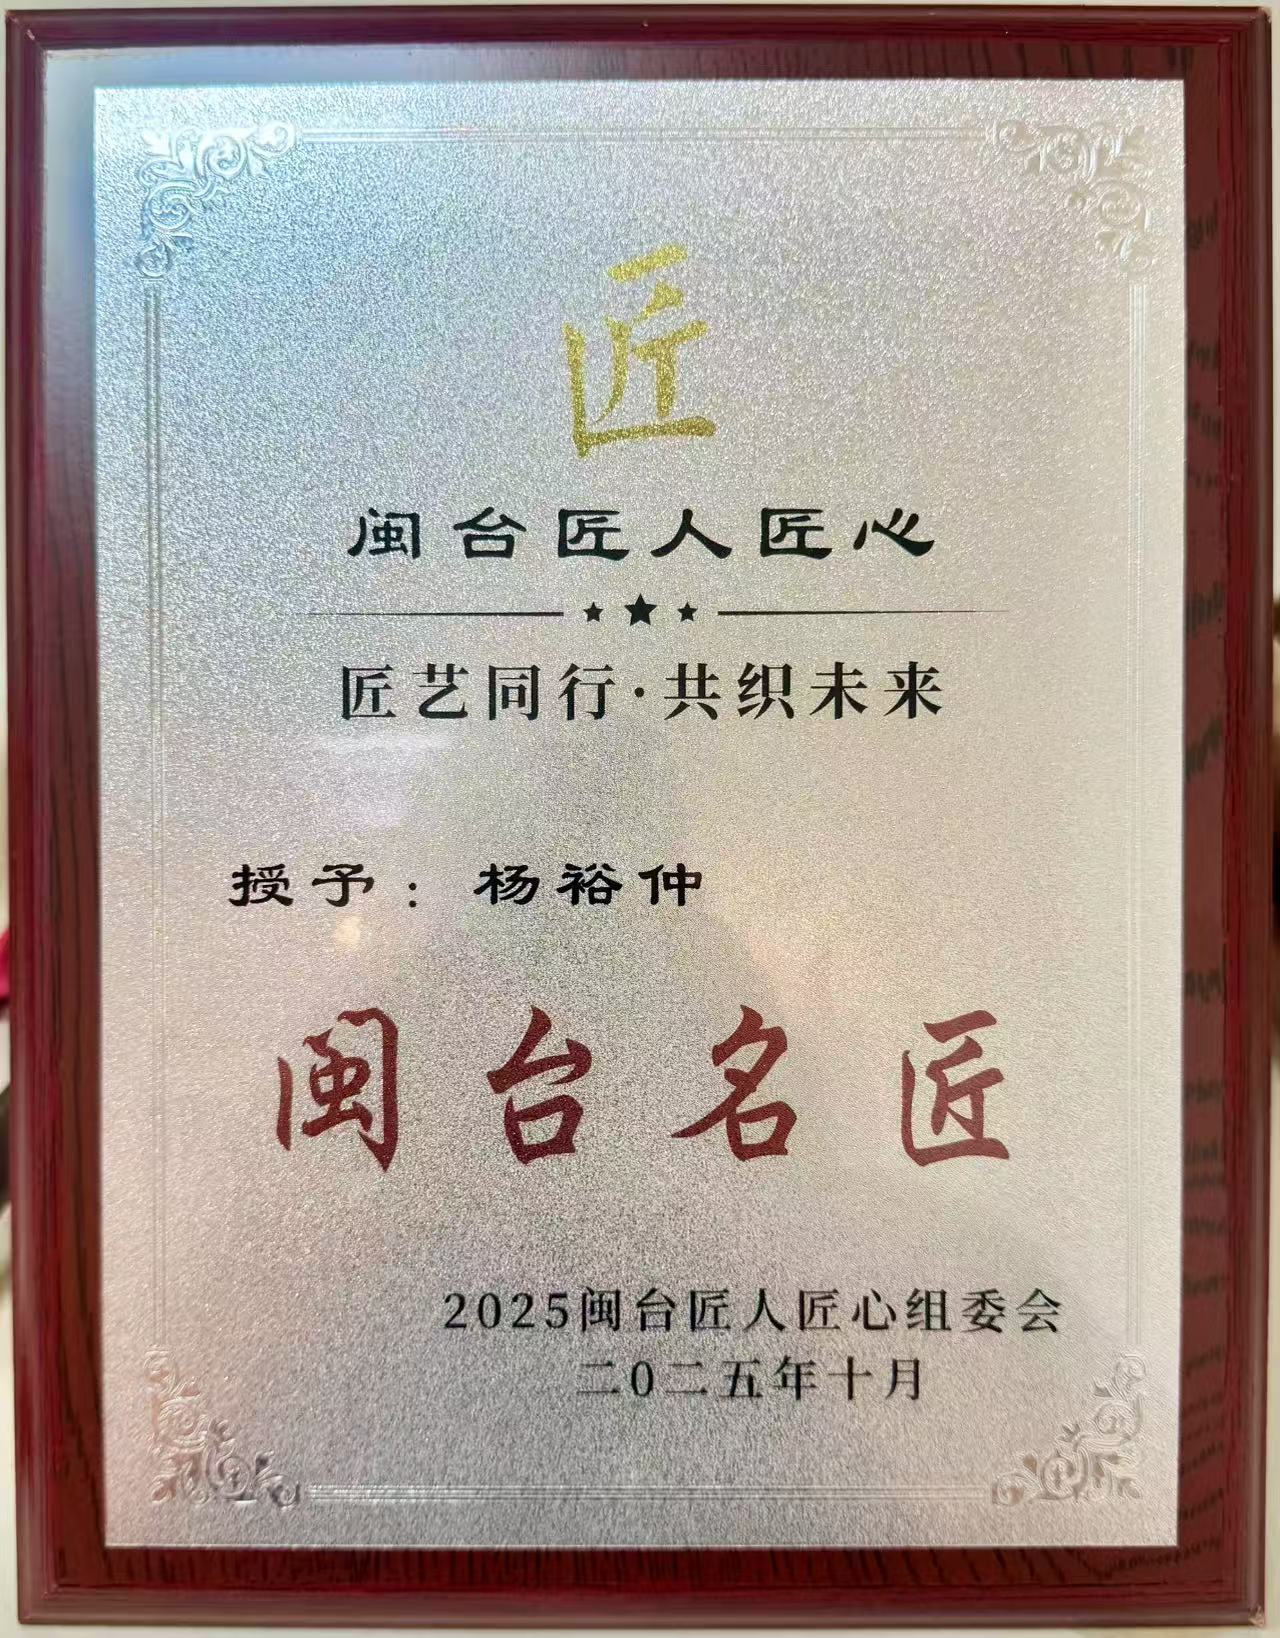 匠
闽台匠人匠心
匠艺同行·共织未来
授予：杨裕仲
闽台名匠
2025闽台匠人匠心组委会
二0二五年十月